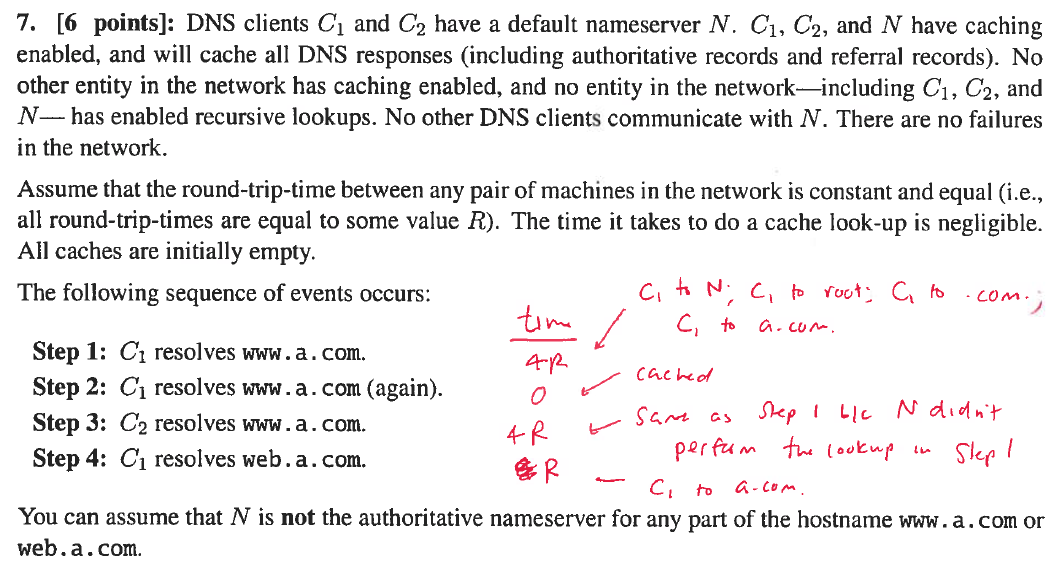 7. [6 points]: DNS clients C1 and C2 have a default nameserver N. C1, C2, and N have caching
enabled, and will cache all DNS responses (including authoritative records and referral records). No
other entity in the network has caching enabled, and no entity in the network—including C1, C2, and
N— has enabled recursive lookups. No other DNS clients communicate with N. There are no failures
in the network.
Assume that the round-trip-time between any pair of machines in the network is constant and equal (i.e.,
all round-trip-times are equal to some value R). The time it takes to do a cache look-up is negligible.
All caches are initially empty.
The following sequence of events occurs:
C1 to N; C1 to root; C1 to .com.;
C1 to a.com.
time
Step 1: C1 resolves www.a.com.
4R
cached
Step 2: C1 resolves www.a.com (again).
0
Same as Step 1 b/c N didn't
perform the lookup in Step 1
Step 3: C2 resolves www.a.com.
4R
Step 4: C1 resolves web.a.com.
R
C1 to a.com.
You can assume that N is not the authoritative nameserver for any part of the hostname www.a.com or
web.a.com.